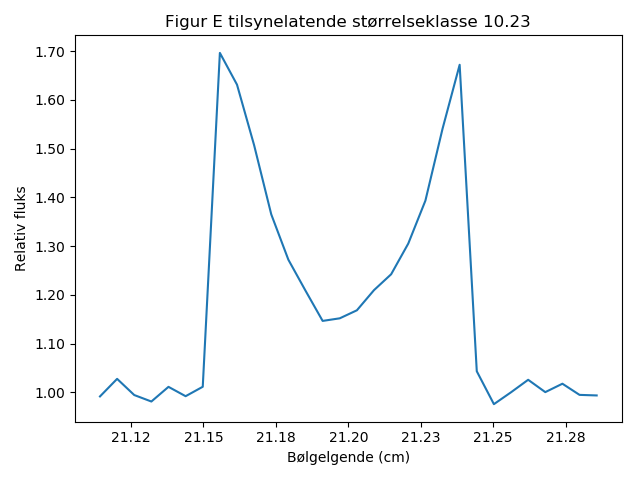 Figur E tilsynelatende størrelseklasse 10.23
1.70
1.60
1.50
1.40
1.30
1.20
1.10
1.00
Relativ fluks
21.12 21.15 21.18 21.20 21.23 21.25 21.28
Bølgelgende (cm)